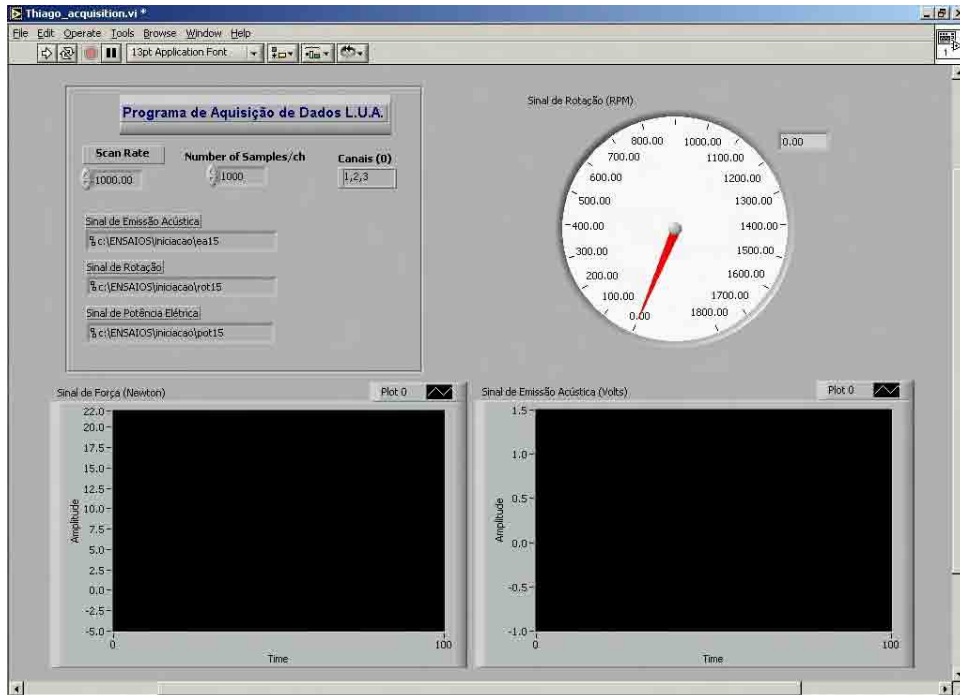 Thiago_acquisition.vi *
File Edit Operate Tools Browse Window Help
13pt Application Font
1
Programa de Aquisição de Dados L.U.A.
Scan Rate
Number of Samples/ch
Canais (0)
1000.00
1000
1,2,3
Sinal de Emissão Acústica
c:\ENSAIOS\iniciacao\ea15
Sinal de Rotação
c:\ENSAIOS\iniciacao\rot15
Sinal de Potência Elétrica
c:\ENSAIOS\iniciacao\pot15
Sinal de Rotação (RPM)
0.00
0.00
100.00
200.00
300.00
400.00
500.00
600.00
700.00
800.00
1000.00
1100.00
1200.00
1300.00
1400.00
1500.00
1600.00
1700.00
1800.00
Sinal de Força (Newton)
Plot 0
22.0
20.0
17.5
15.0
12.5
10.0
7.5
5.0
2.5
0.0
-2.5
-5.0
Amplitude
0
100
Time
Sinal de Emissão Acústica (Volts)
Plot 0
1.5
1.0
0.5
0.0
-0.5
-1.0
Amplitude
0
100
Time